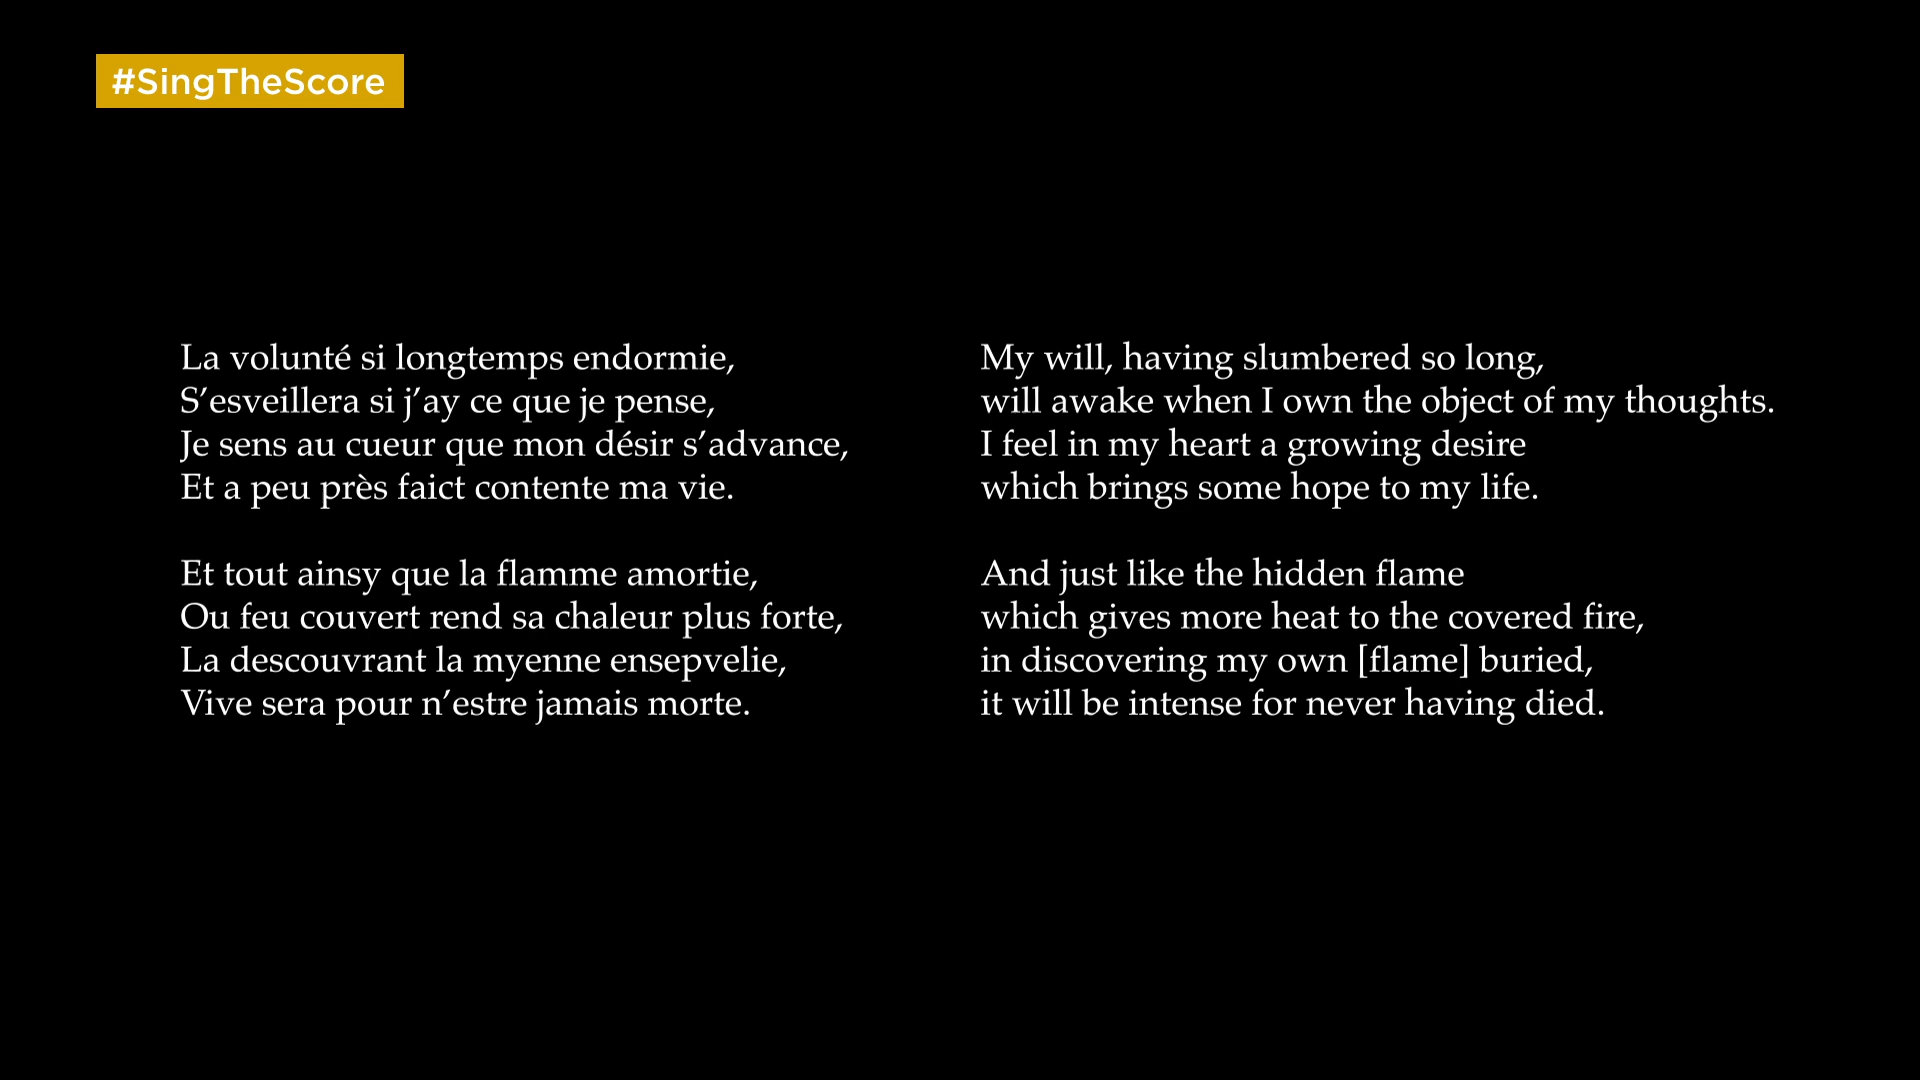 #SingTheScore
La volunté si longtemps endormie,
S’esveillera si j’ay ce que je pense,
Je sens au cueur que mon désir s’advance,
Et a peu près faict contente ma vie.
Et tout ainsy que la flamme amortie,
Ou feu couvert rend sa chaleur plus forte,
La descouvrant la myenne ensepvelie,
Vive sera pour n’estre jamais morte.
My will, having slumbered so long,
will awake when I own the object of my thoughts.
I feel in my heart a growing desire
which brings some hope to my life.
And just like the hidden flame
which gives more heat to the covered fire,
in discovering my own [flame] buried,
it will be intense for never having died.